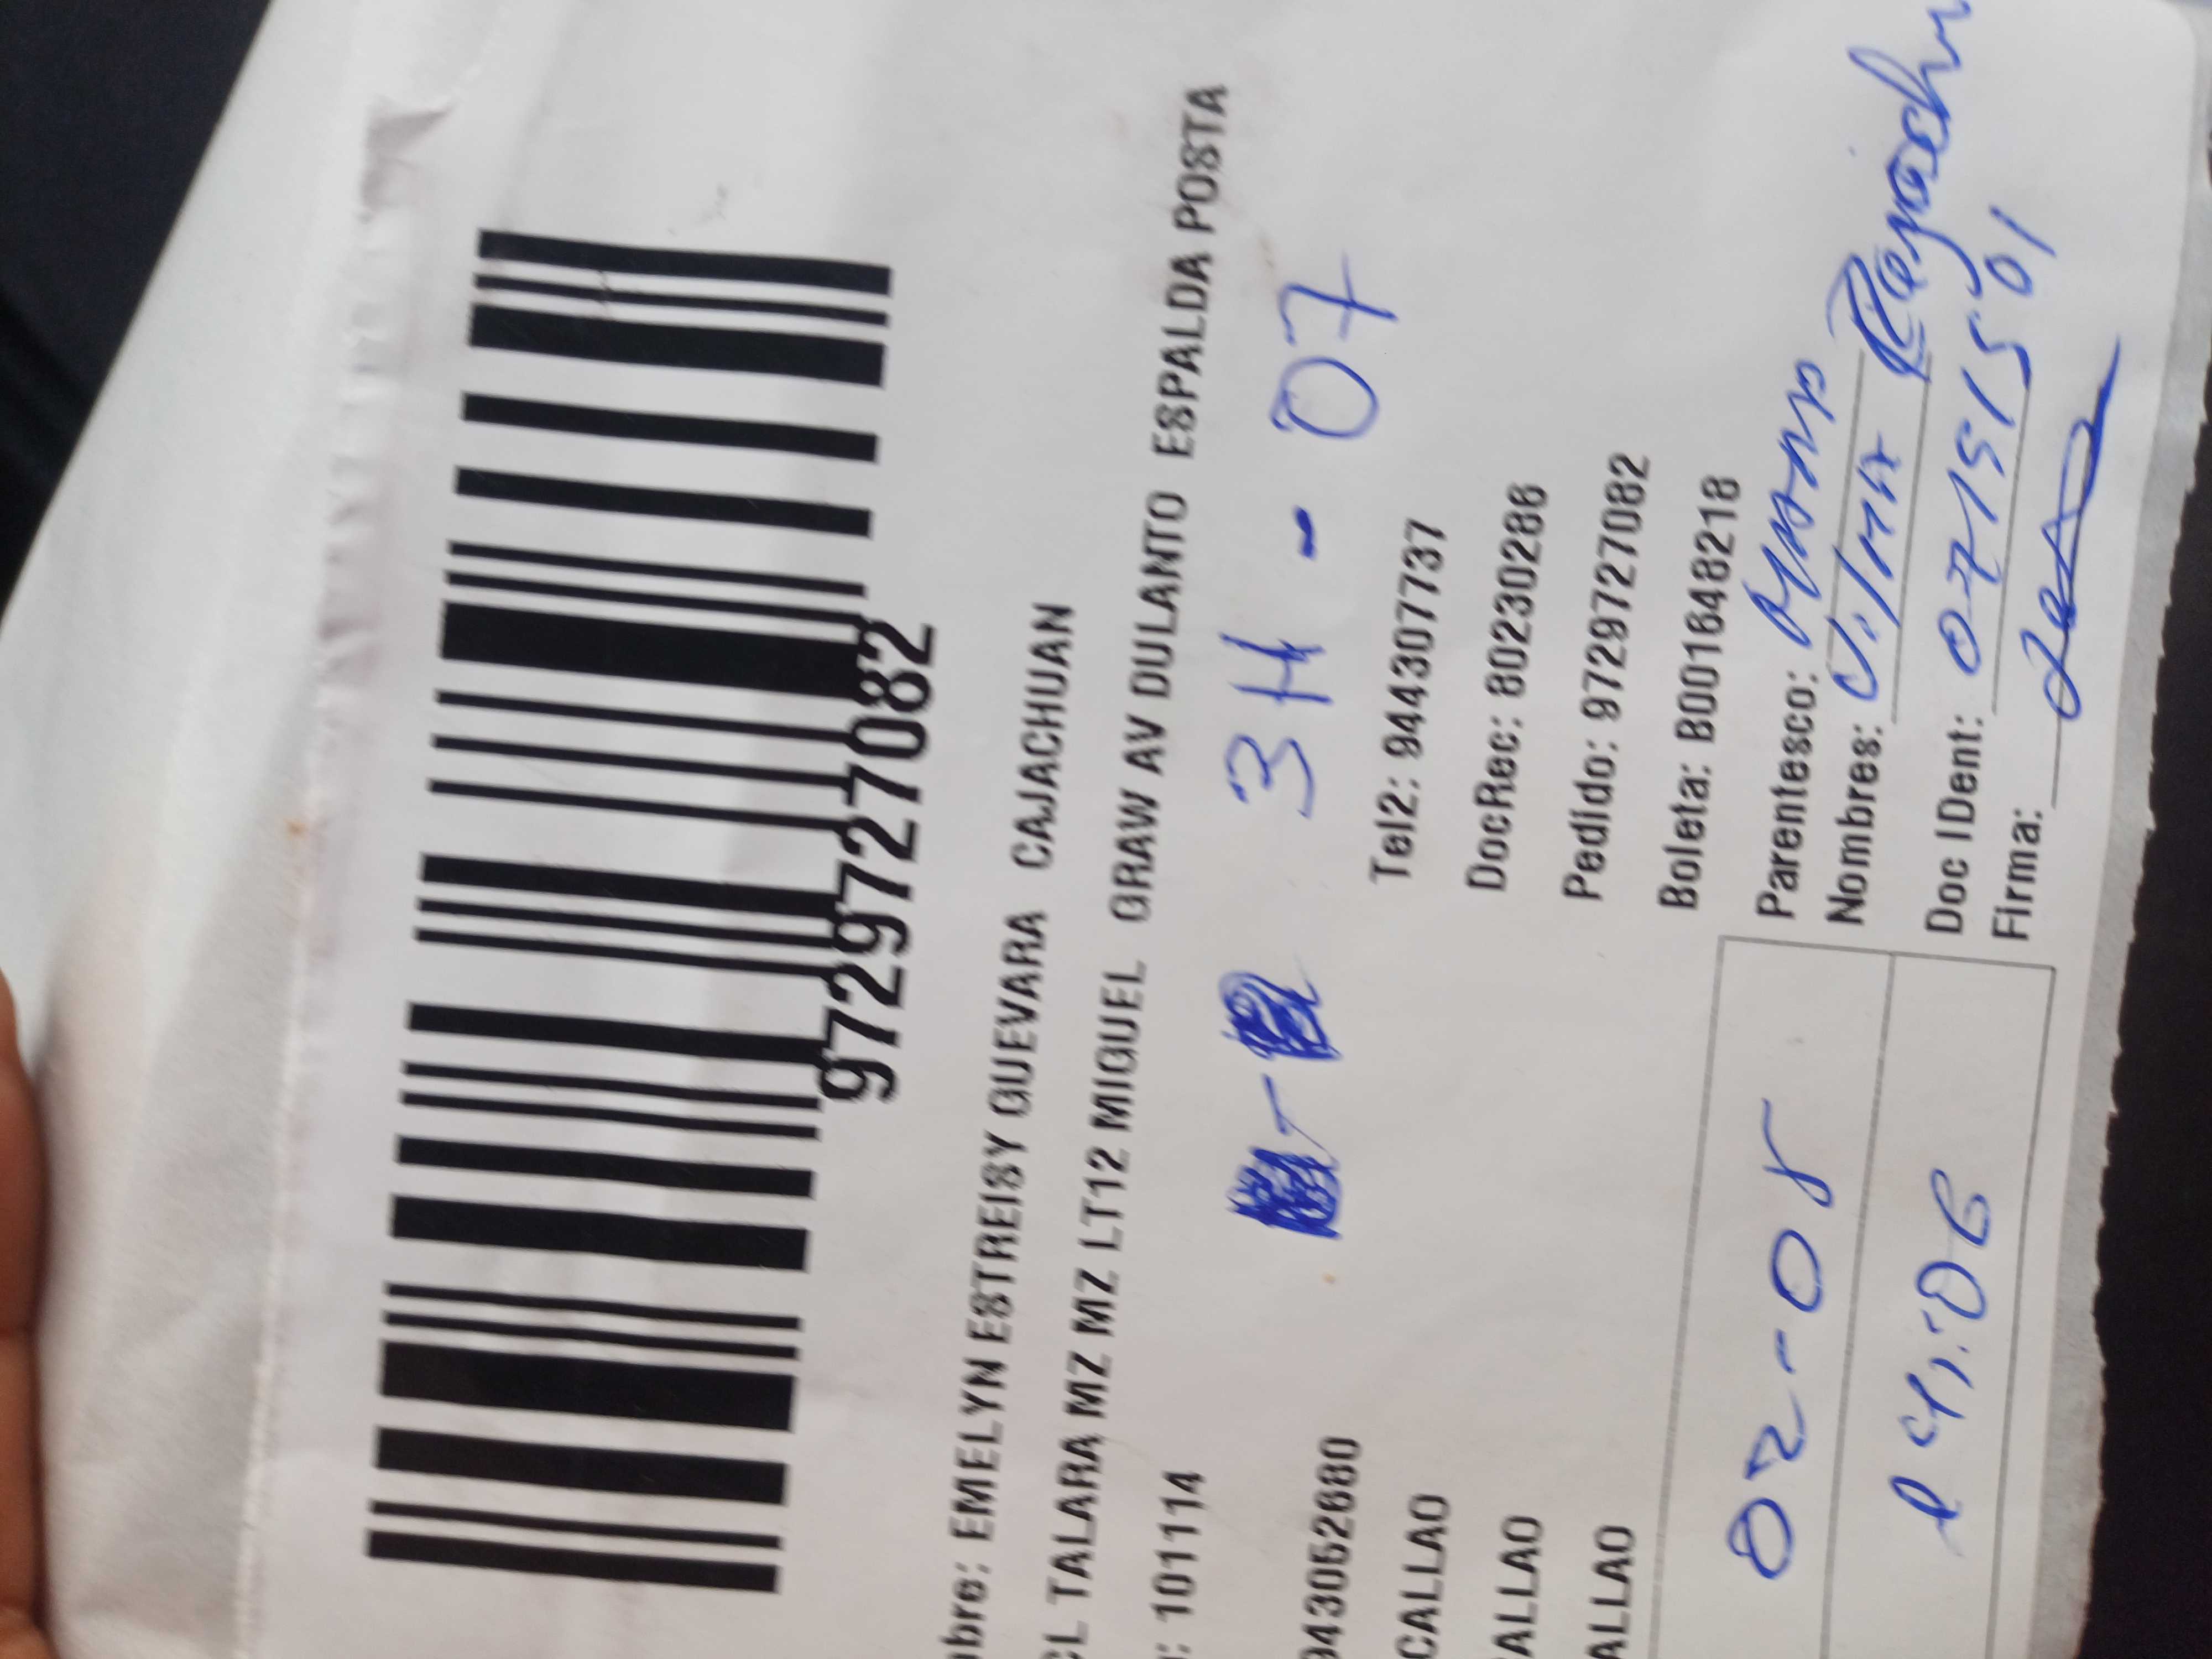 9729727082
bre: EMELYN ESTREISY GUEVARA CAJACHUAN
CL TALARA MZ MZ LT12 MIGUEL GRAW AV DULANTO ESPALDA POSTA
: 101114
3H - 07
943052680 Tel2: 944307737
CALLAO DocRec: 80230286
ALLAO Pedido: 9729727082
ALLAO Boleta: B001648218
02-08 Parentesco: mama
Nombres: Vilma
Doc IDent:
Firma: